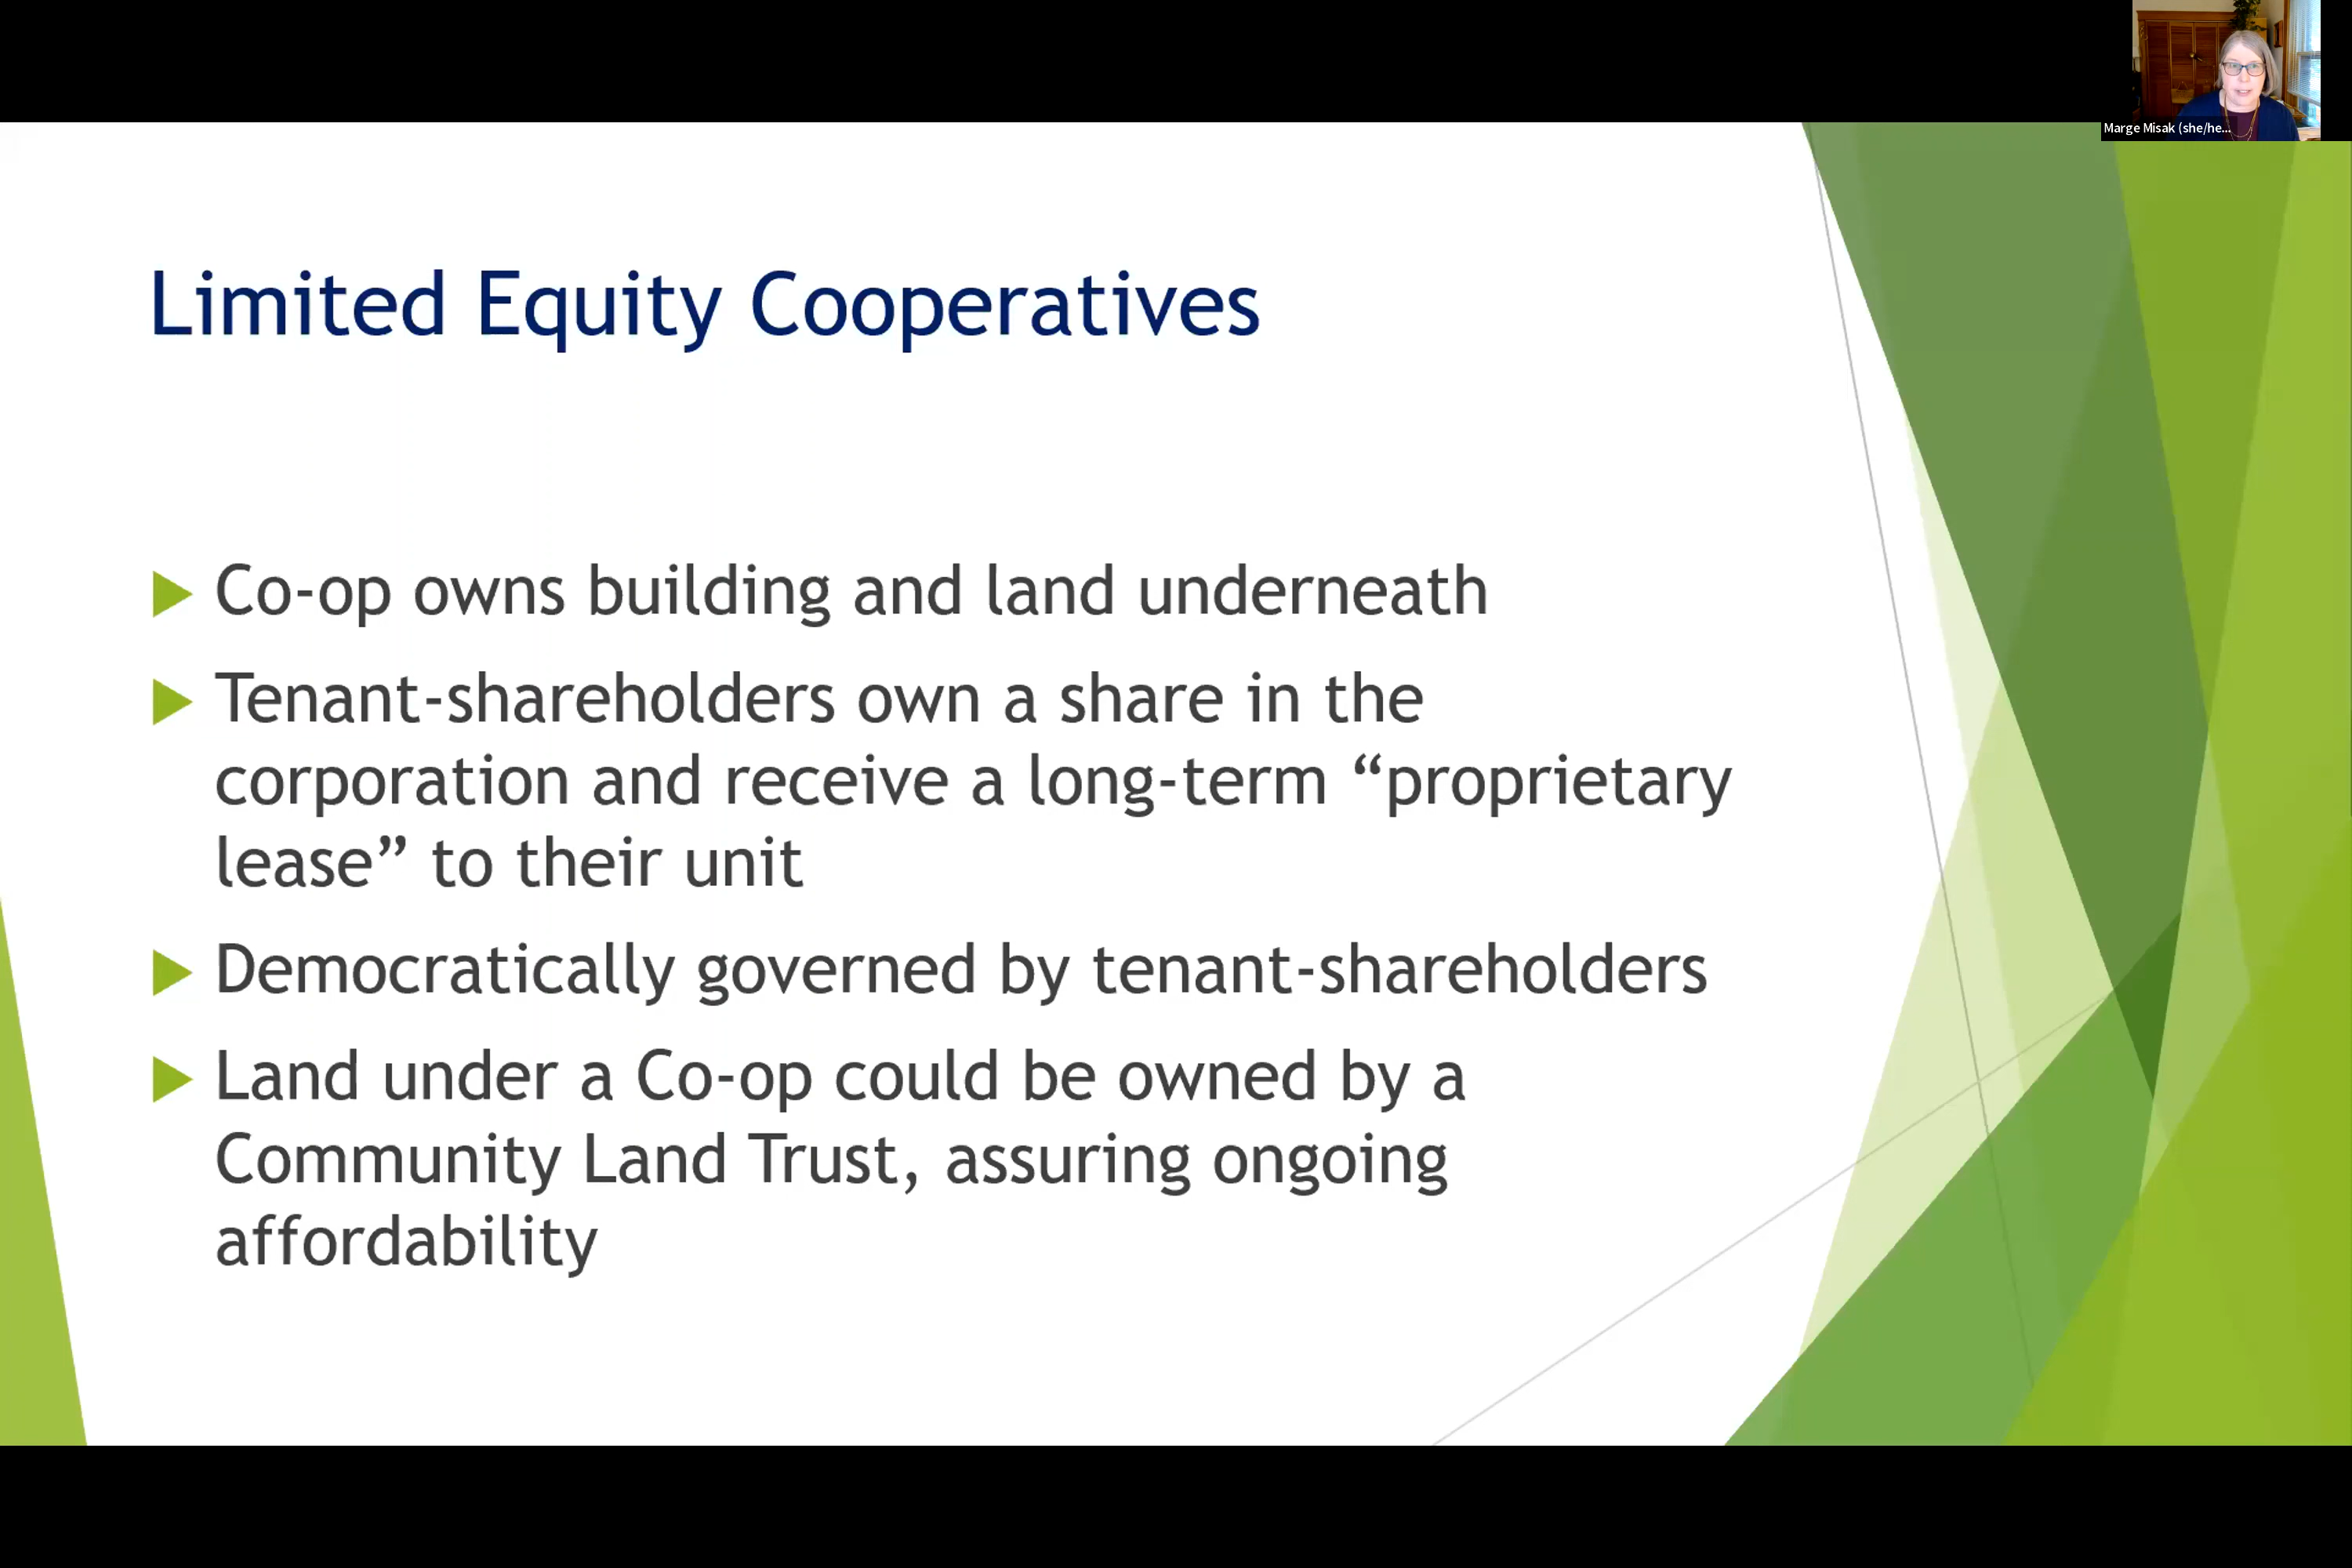 Marge Misak (she/he...
Limited Equity Cooperatives
Co-op owns building and land underneath
Tenant-shareholders own a share in the
corporation and receive a long-term “proprietary
lease” to their unit
Democratically governed by tenant-shareholders
Land under a Co-op could be owned by a
Community Land Trust, assuring ongoing
affordability